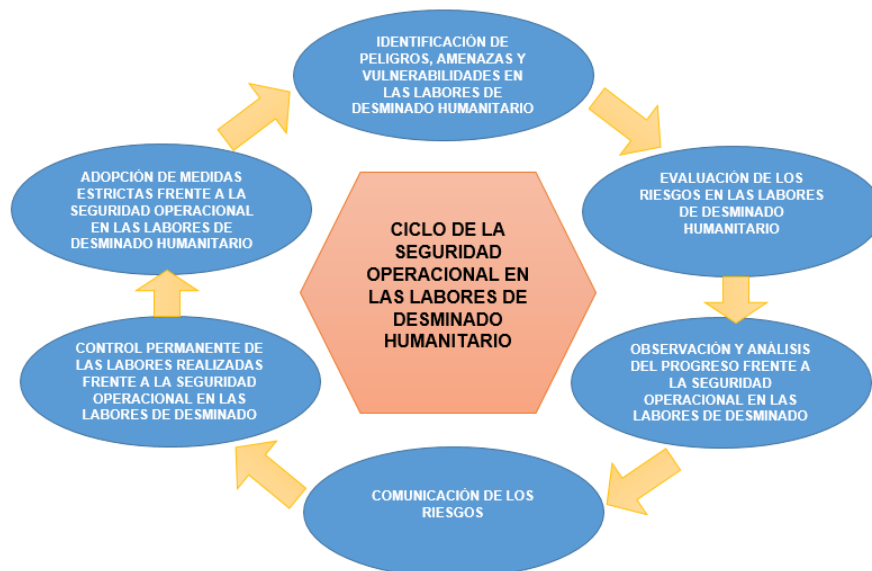 IDENTIFICACIÓN DE
PELIGROS, AMENAZAS Y
VULNERABILIDADES EN
LAS LABORES DE
DESMINADO HUMANITARIO
EVALUACIÓN DE LOS
RIESGOS EN LAS LABORES
DE DESMINADO
HUMANITARIO
OBSERVACIÓN Y ANÀLISIS
DEL PROGRESO FRENTE A
LA SEGURIDAD
OPERACIONAL EN LAS
LABORES DE DESMINADO
COMUNICACIÓN DE LOS
RIESGOS
CONTROL PERMANENTE DE
LAS LABORES REALIZADAS
FRENTE A LA SEGURIDAD
OPERACIONAL EN LAS
LABORES DE DESMINADO
ADOPCIÓN DE MEDIDAS
ESTRICTAS FRENTE A LA
SEGURIDAD OPERACIONAL
EN LAS LABORES DE
DESMINADO HUMANITARIO
CICLO DE LA
SEGURIDAD
OPERACIONAL EN
LAS LABORES DE
DESMINADO
HUMANITARIO